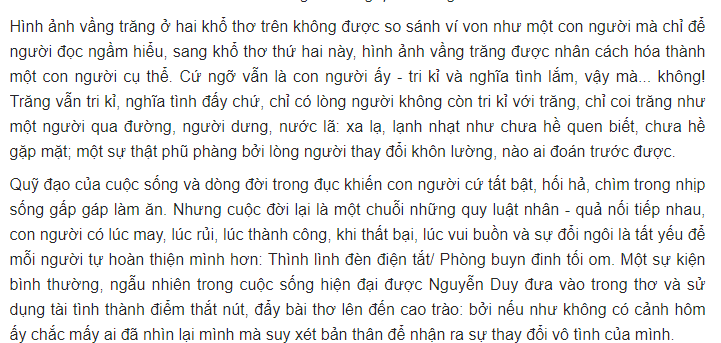 Hình ảnh vầng trăng ở hai khổ thơ trên không được so sánh ví von như một con người mà chỉ để
người đọc ngầm hiểu, sang khổ thơ thứ hai này, hình ảnh vầng trăng được nhân cách hóa thành
một con người cụ thể. Cứ ngỡ vẫn là con người ấy - tri kỉ và nghĩa tình lắm, vậy mà... không!
Trăng vẫn tri kỉ, nghĩa tình đấy chứ, chỉ có lòng người không còn tri kỉ với trăng, chỉ coi trăng như
một người qua đường, người dưng, nước lã: xa lạ, lạnh nhạt như chưa hề quen biết, chưa hề
gặp mặt; một sự thật phũ phàng bởi lòng người thay đổi khôn lường, nào ai đoán trước được.
Quỹ đạo của cuộc sống và dòng đời trong đục khiến con người cứ tất bật, hối hả, chìm trong nhịp
sống gấp gáp làm ăn. Nhưng cuộc đời lại là một chuỗi những quy luật nhân - quả nối tiếp nhau,
con người có lúc may, lúc rủi, lúc thành công, khi thất bại, lúc vui buồn và sự đổi ngôi là tất yếu để
mỗi người tự hoàn thiện mình hơn: Thình lình đèn điện tắt/ Phòng buyn đinh tối om. Một sự kiện
bình thường, ngẫu nhiên trong cuộc sống hiện đại được Nguyễn Duy đưa vào trong thơ và sử
dụng tài tình thành điểm thắt nút, đẩy bài thơ lên đến cao trào: bởi nếu như không có cảnh hôm
ấy chắc mấy ai đã nhìn lại mình mà suy xét bản thân để nhận ra sự thay đổi vô tình của mình.